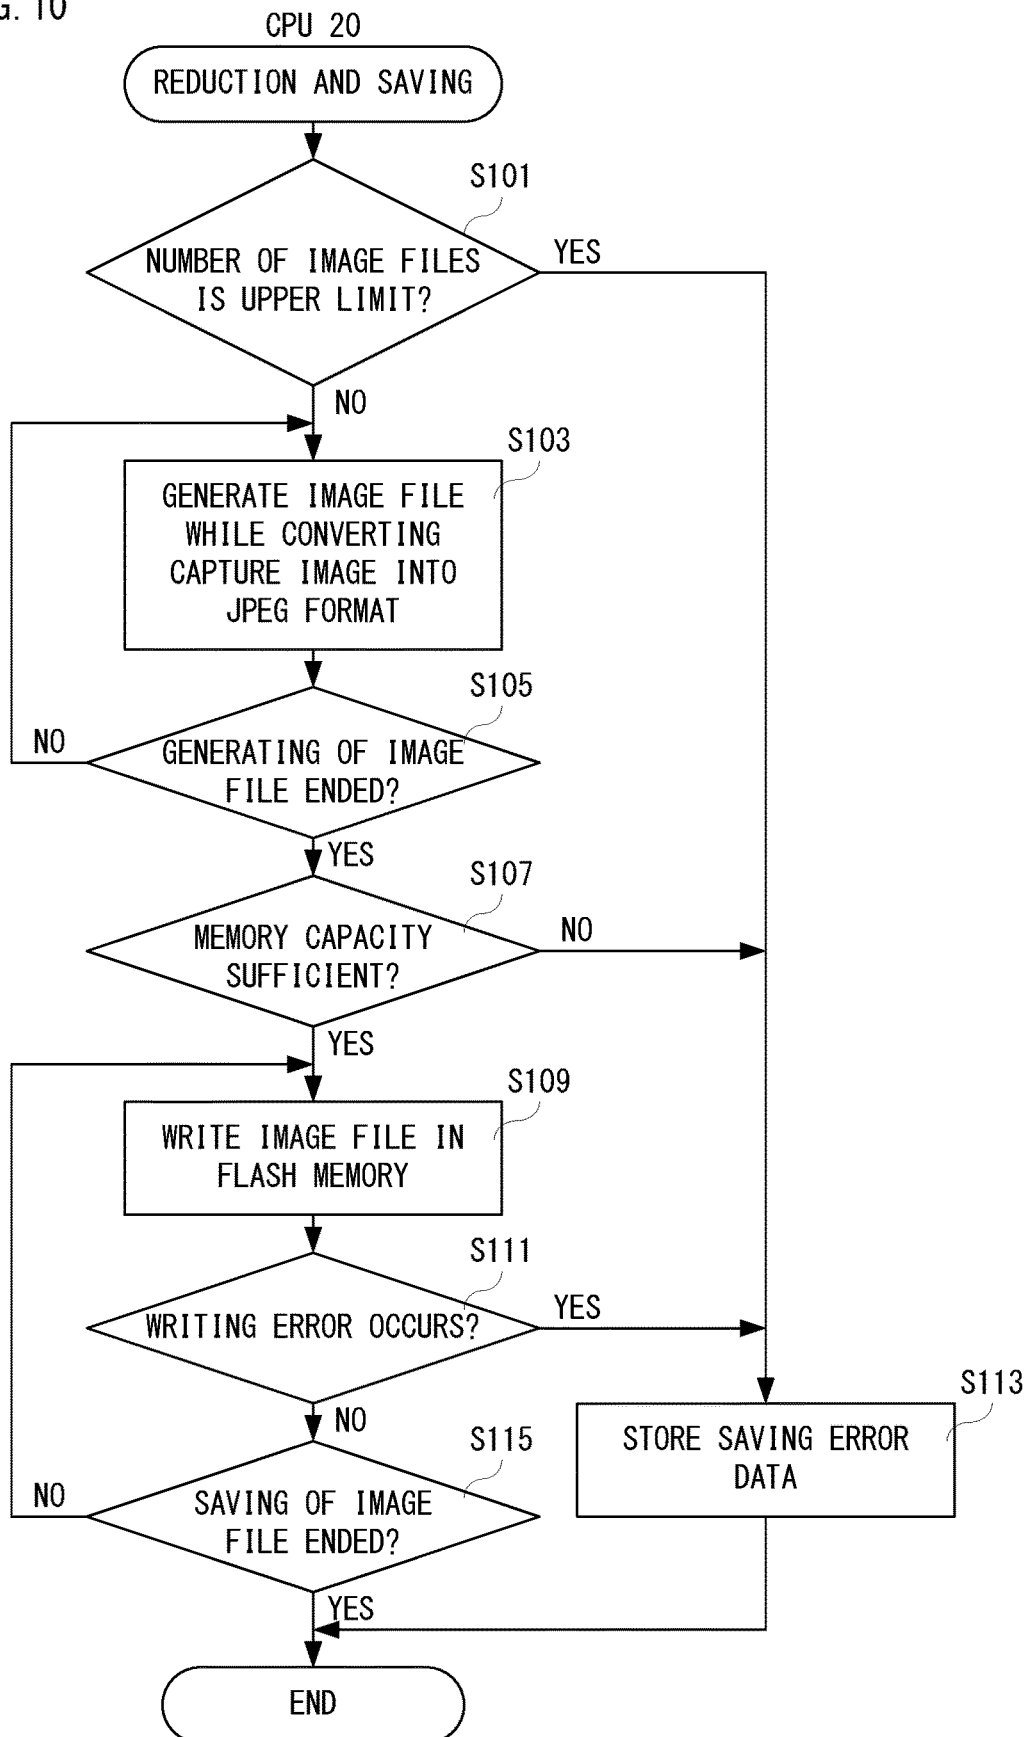 G. 10
CPU 20
REDUCTION AND SAVING
S101
NUMBER OF IMAGE FILES
IS UPPER LIMIT?
YES
NO
S103
GENERATE IMAGE FILE
WHILE CONVERTING
CAPTURE IMAGE INTO
JPEG FORMAT
S105
NO
GENERATING OF IMAGE
FILE ENDED?
YES
S107
MEMORY CAPACITY
SUFFICIENT?
NO
YES
S109
WRITE IMAGE FILE IN
FLASH MEMORY
S111
WRITING ERROR OCCURS?
YES
S113
STORE SAVING ERROR
DATA
NO
S115
NO
SAVING OF IMAGE
FILE ENDED?
YES
END